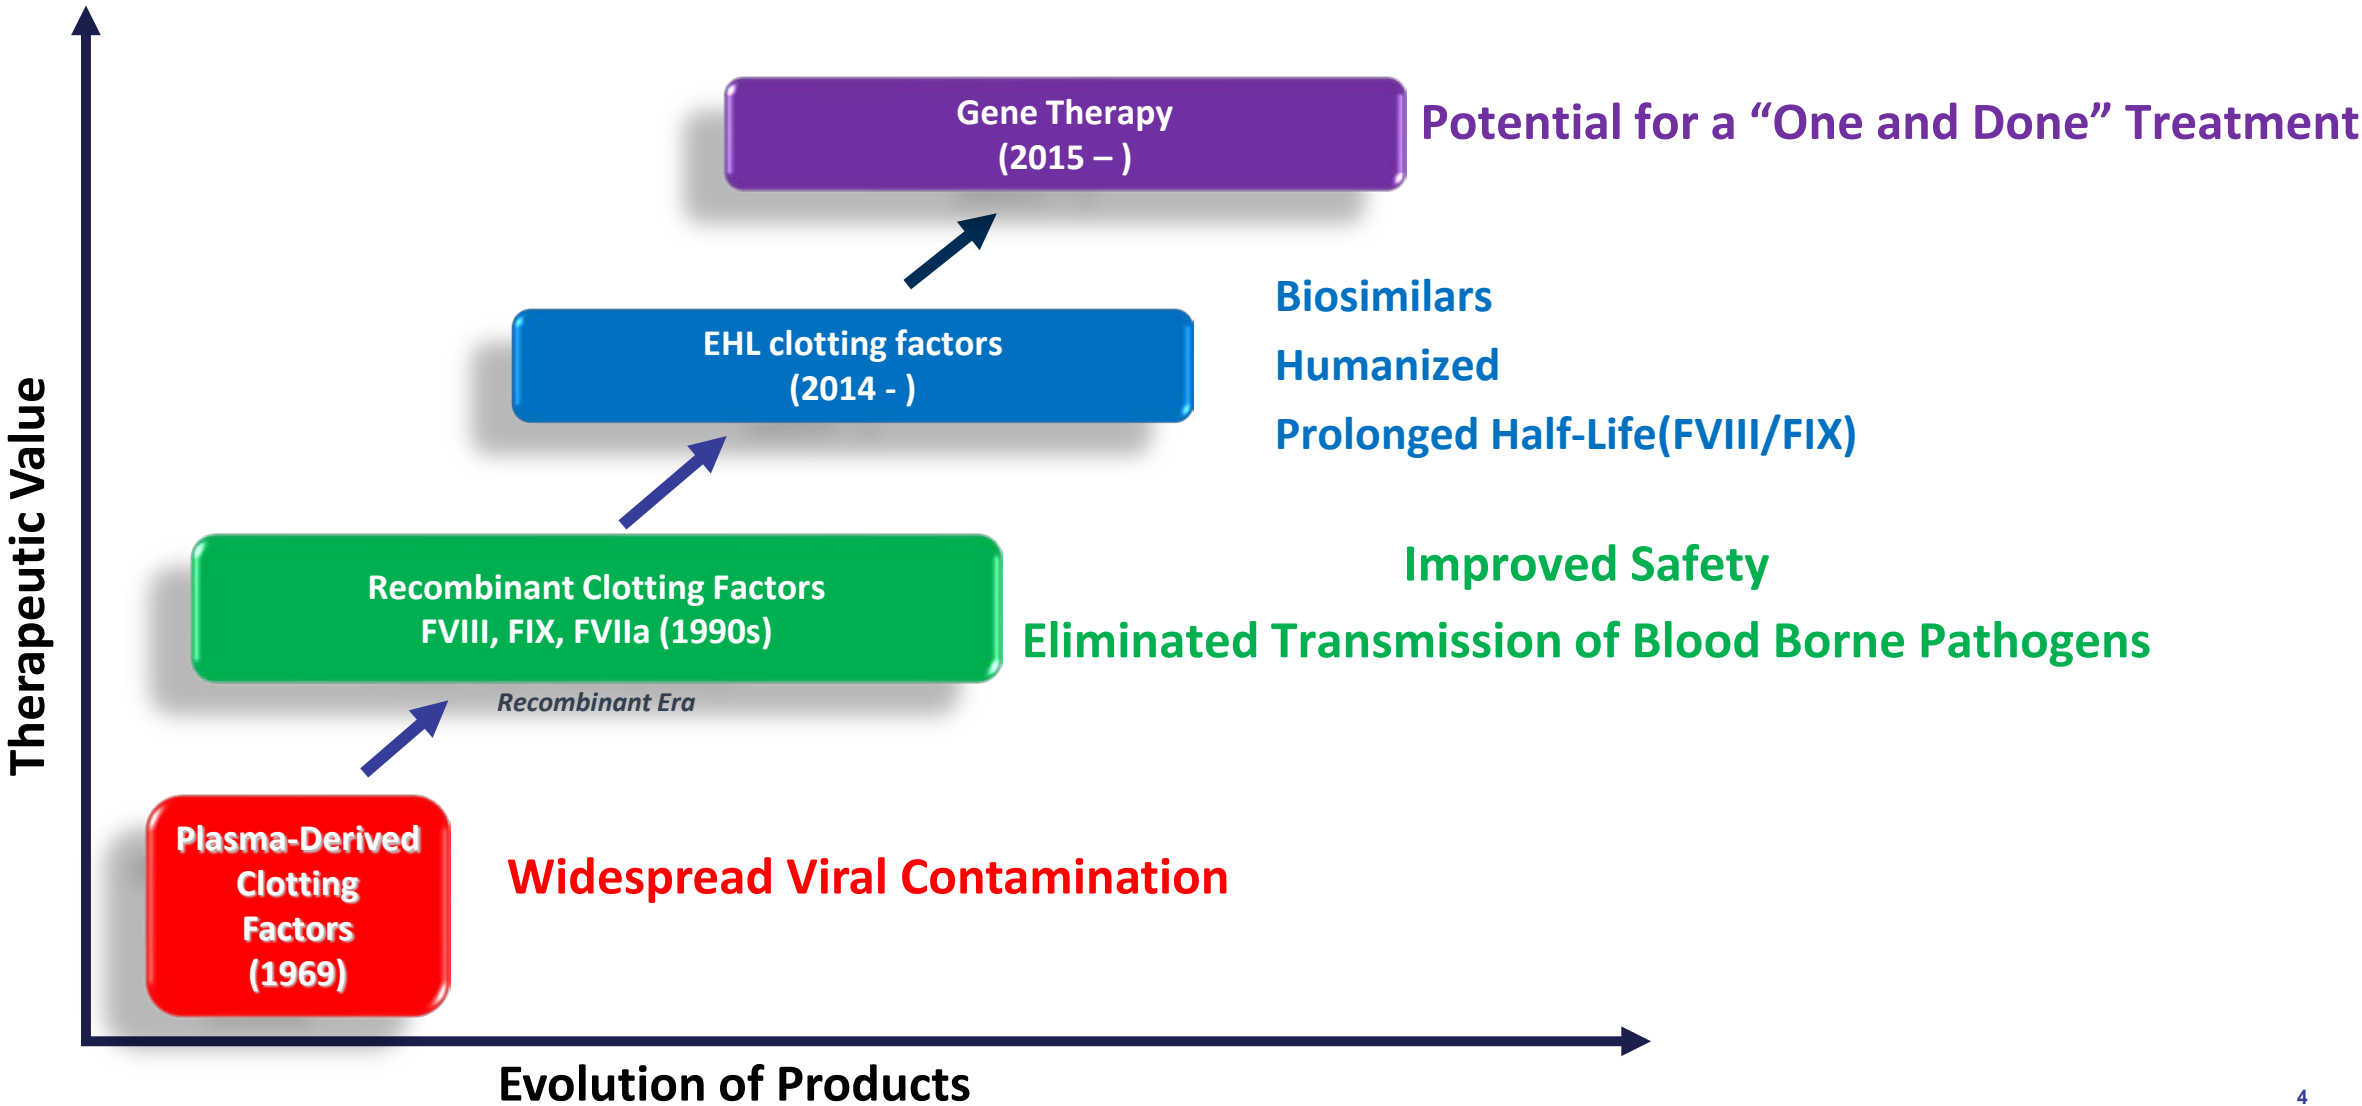 Therapeutic Value
Gene Therapy
(2015 – )
Potential for a “One and Done” Treatment
EHL clotting factors
(2014 - )
Biosimilars
Humanized
Prolonged Half-Life(FVIII/FIX)
Recombinant Clotting Factors
FVIII, FIX, FVIIa (1990s)
Recombinant Era
Improved Safety
Eliminated Transmission of Blood Borne Pathogens
Plasma-Derived
Clotting
Factors
(1969)
Widespread Viral Contamination
Evolution of Products
4